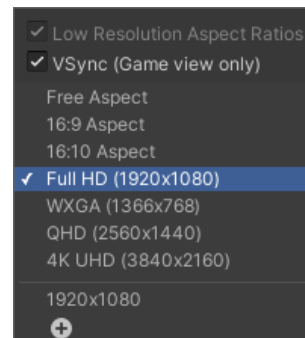 Low Resolution Aspect Ratios
VSync (Game view only)
Free Aspect
16:9 Aspect
16:10 Aspect
Full HD (1920x1080)
WXGA (1366x768)
QHD (2560x1440)
4K UHD (3840x2160)
1920x1080